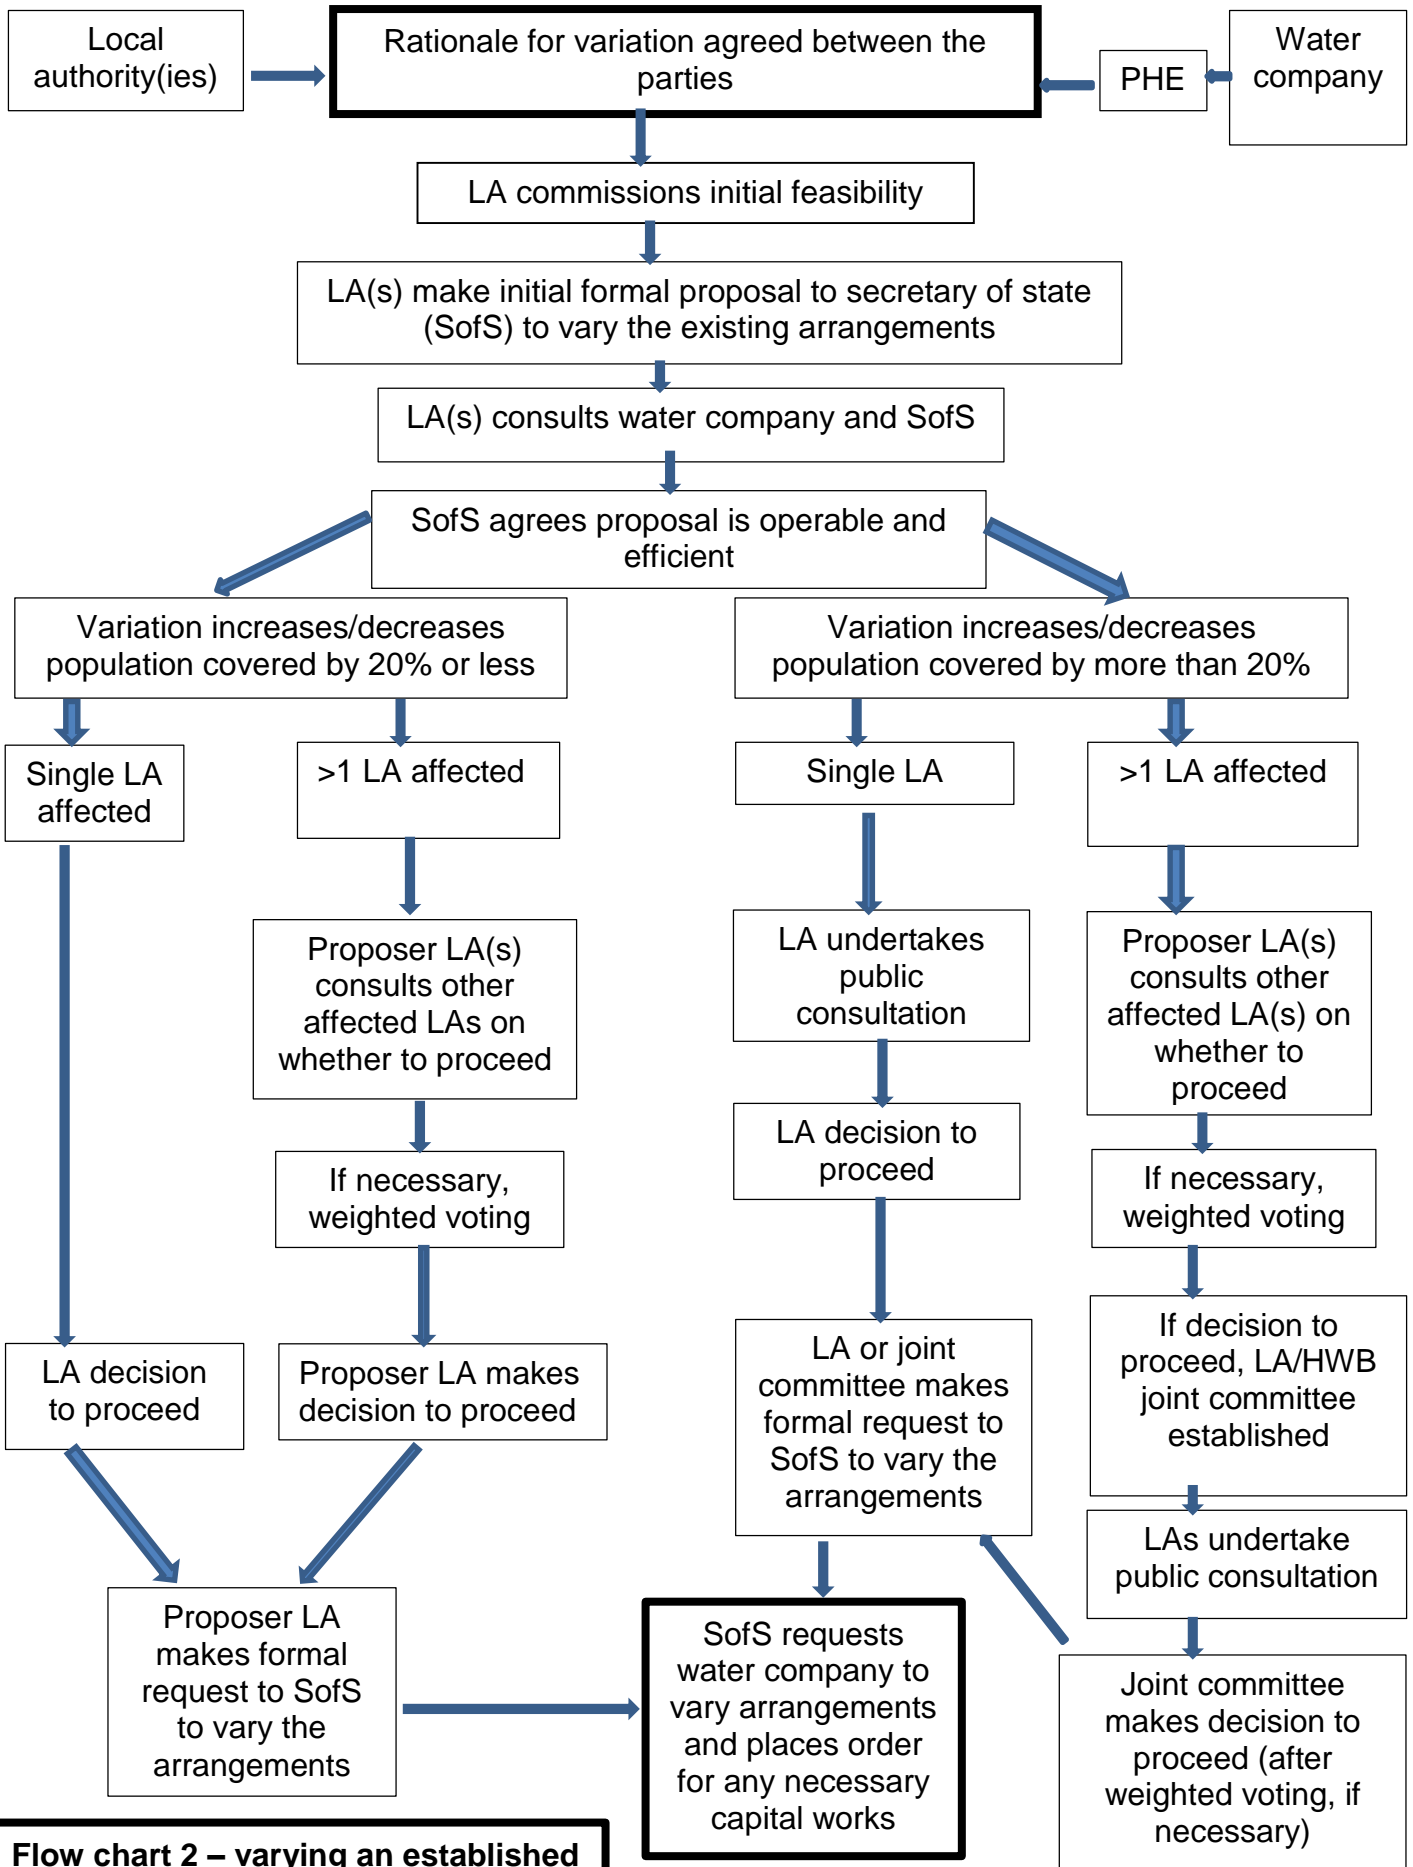 Local
authority(ies)
Rationale for variation agreed between the
parties
PHE
Water
company
LA commissions initial feasibility
LA(s) make initial formal proposal to secretary of state
(SofS) to vary the existing arrangements
LA(s) consults water company and SofS
SofS agrees proposal is operable and
efficient
Variation increases/decreases
population covered by 20% or less
Variation increases/decreases
population covered by more than 20%
Single LA
affected
>1 LA affected
Single LA
>1 LA affected
Proposer LA(s)
consults other
affected LAs on
whether to proceed
LA undertakes
public
consultation
Proposer LA(s)
consults other
affected LA(s) on
whether to
proceed
If necessary,
weighted voting
LA decision to
proceed
If necessary,
weighted voting
LA decision
to proceed
Proposer LA makes
decision to proceed
LA or joint
committee makes
formal request to
SofS to vary the
arrangements
If decision to
proceed, LA/HWB
joint committee
established
LAs undertake
public consultation
Proposer LA
makes formal
request to SofS
to vary the
arrangements
SofS requests
water company to
vary arrangements
and places order
for any necessary
capital works
Joint committee
makes decision to
proceed (after
weighted voting, if
necessary)
Flow chart 2 – varying an established